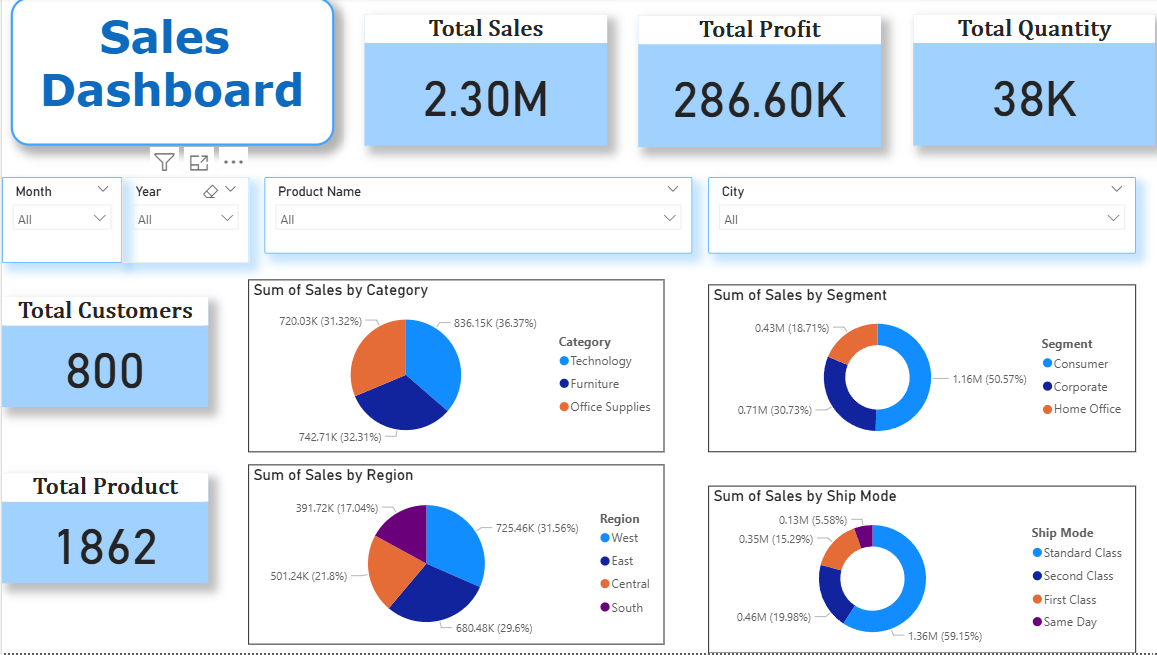 Sales
Dashboard
Total Sales
2.30M
Total Profit
286.60K
Total Quantity
38K
Month
All
Year
All
Product Name
All
City
All
Total Customers
800
Total Product
1862
Sum of Sales by Category
720.03K (31.32%)
836.15K (36.37%)
742.71K (32.31%)
Category
Technology
Furniture
Office Supplies
Sum of Sales by Segment
0.43M (18.71%)
1.16M (50.57%)
0.71M (30.73%)
Segment
Consumer
Corporate
Home Office
Sum of Sales by Region
391.72K (17.04%)
725.46K (31.56%)
501.24K (21.8%)
680.48K (29.6%)
Region
West
East
Central
South
Sum of Sales by Ship Mode
0.13M (5.58%)
0.35M (15.29%)
0.46M (19.98%)
1.36M (59.15%)
Ship Mode
Standard Class
Second Class
First Class
Same Day